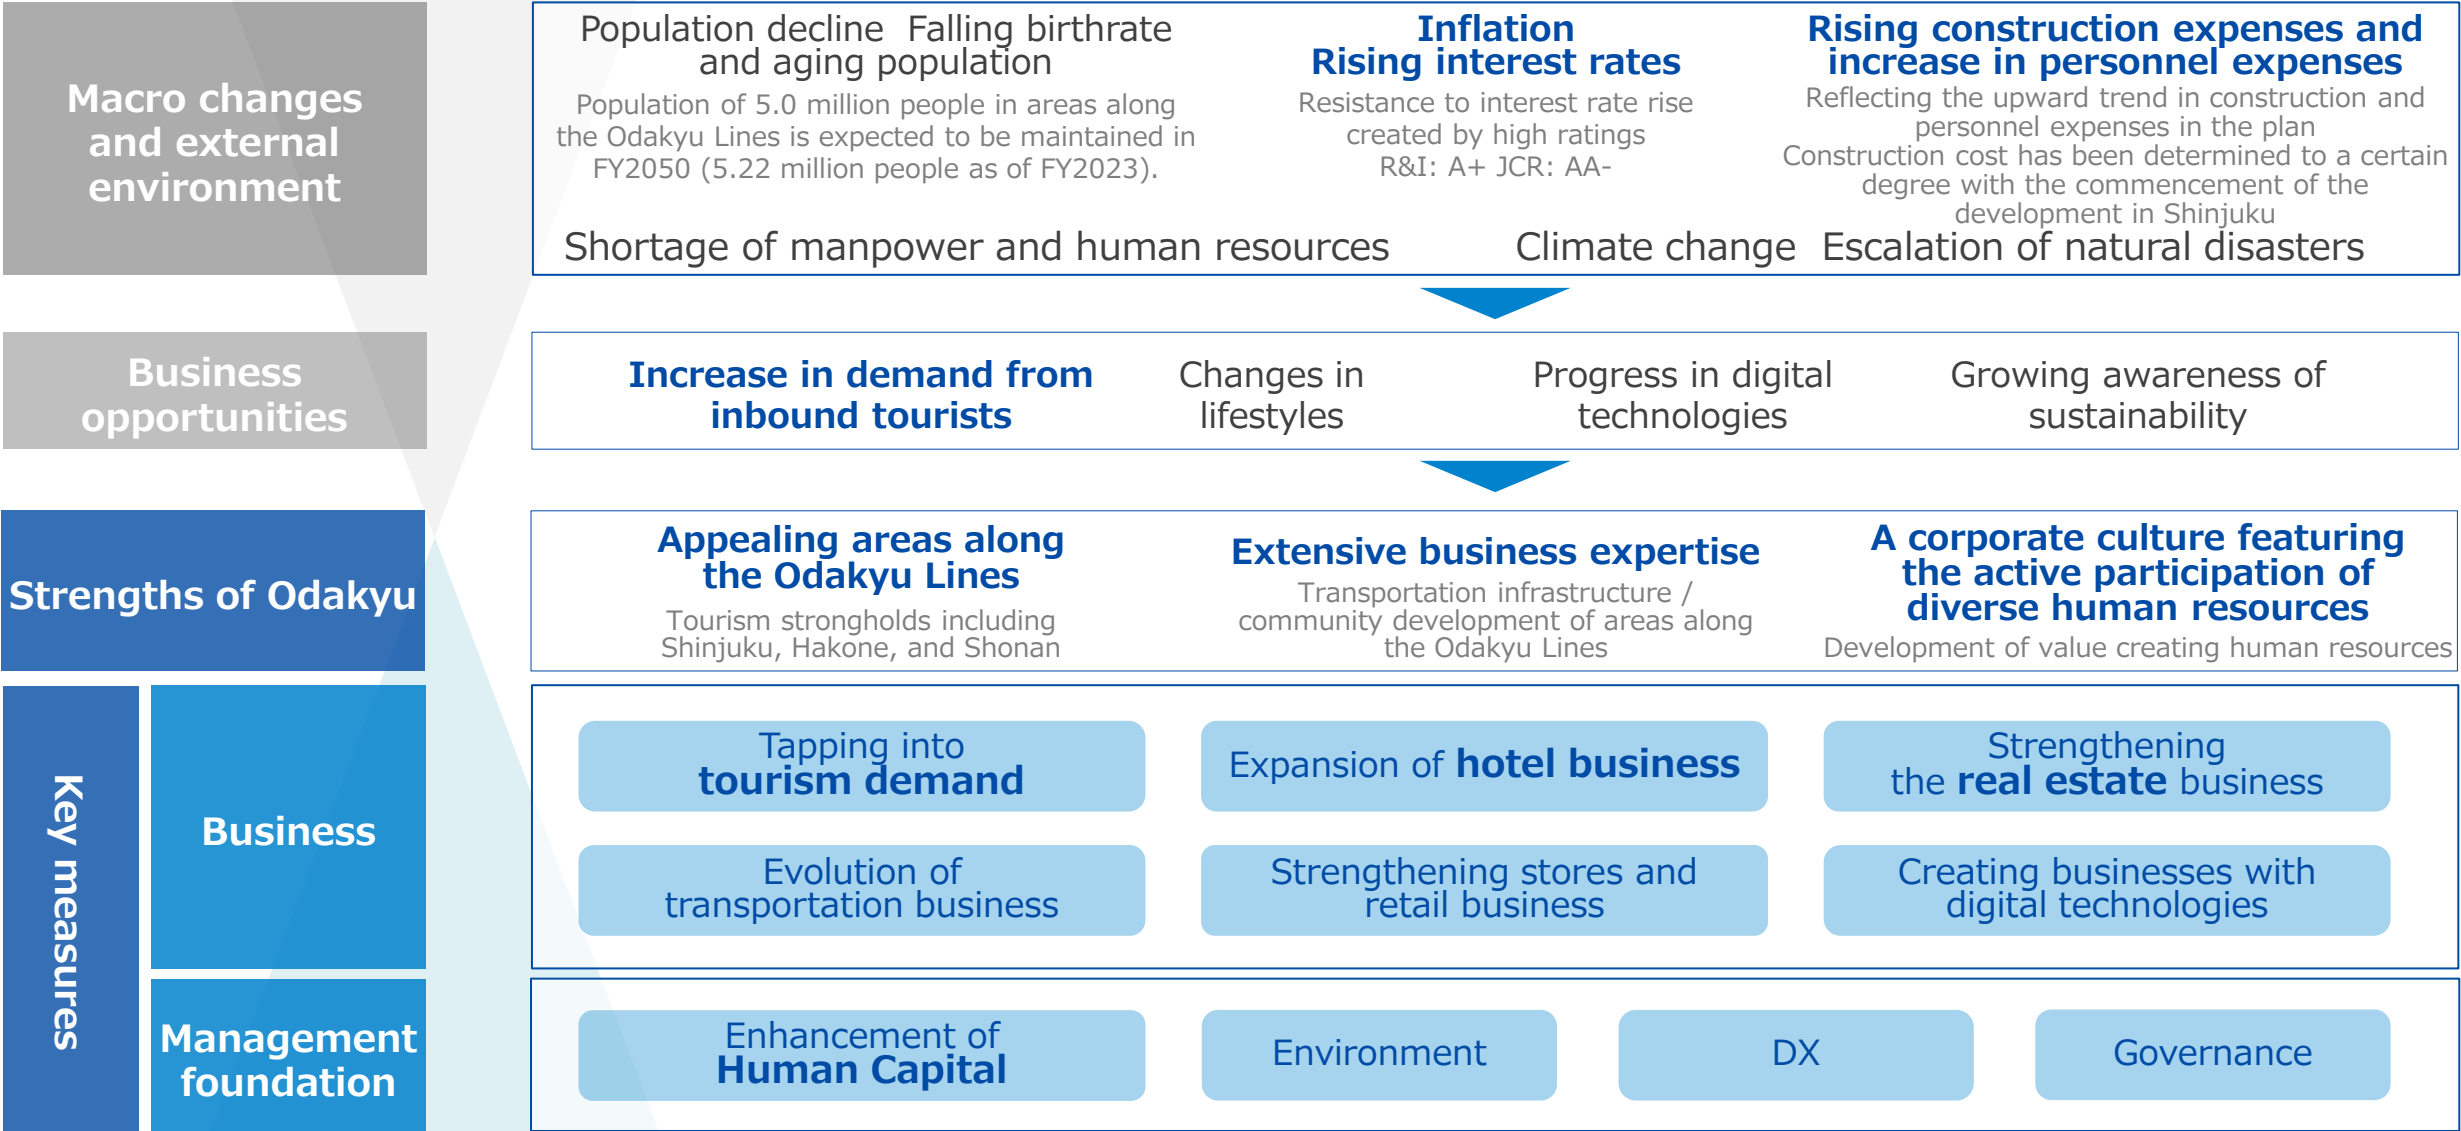 Macro changes
and external
environment
Population decline  Falling birthrate
and aging population
Population of 5.0 million people in areas along
the Odakyu Lines is expected to be maintained in
FY2050 (5.22 million people as of FY2023).
Inflation
Rising interest rates
Resistance to interest rate rise
created by high ratings
R&I: A+ JCR: AA-
Rising construction expenses and
increase in personnel expenses
Reflecting the upward trend in construction and
personnel expenses in the plan
Construction cost has been determined to a certain
degree with the commencement of the
development in Shinjuku
Shortage of manpower and human resources
Climate change  Escalation of natural disasters
Business
opportunities
Increase in demand from
inbound tourists
Changes in
lifestyles
Progress in digital
technologies
Growing awareness of
sustainability
Strengths of Odakyu
Appealing areas along
the Odakyu Lines
Tourism strongholds including
Shinjuku, Hakone, and Shonan
Extensive business expertise
Transportation infrastructure /
community development of areas along
the Odakyu Lines
A corporate culture featuring
the active participation of
diverse human resources
Development of value creating human resources
Key measures
Business
Tapping into
tourism demand
Expansion of hotel business
Strengthening
the real estate business
Evolution of
transportation business
Strengthening stores and
retail business
Creating businesses with
digital technologies
Management
foundation
Enhancement of
Human Capital
Environment
DX
Governance